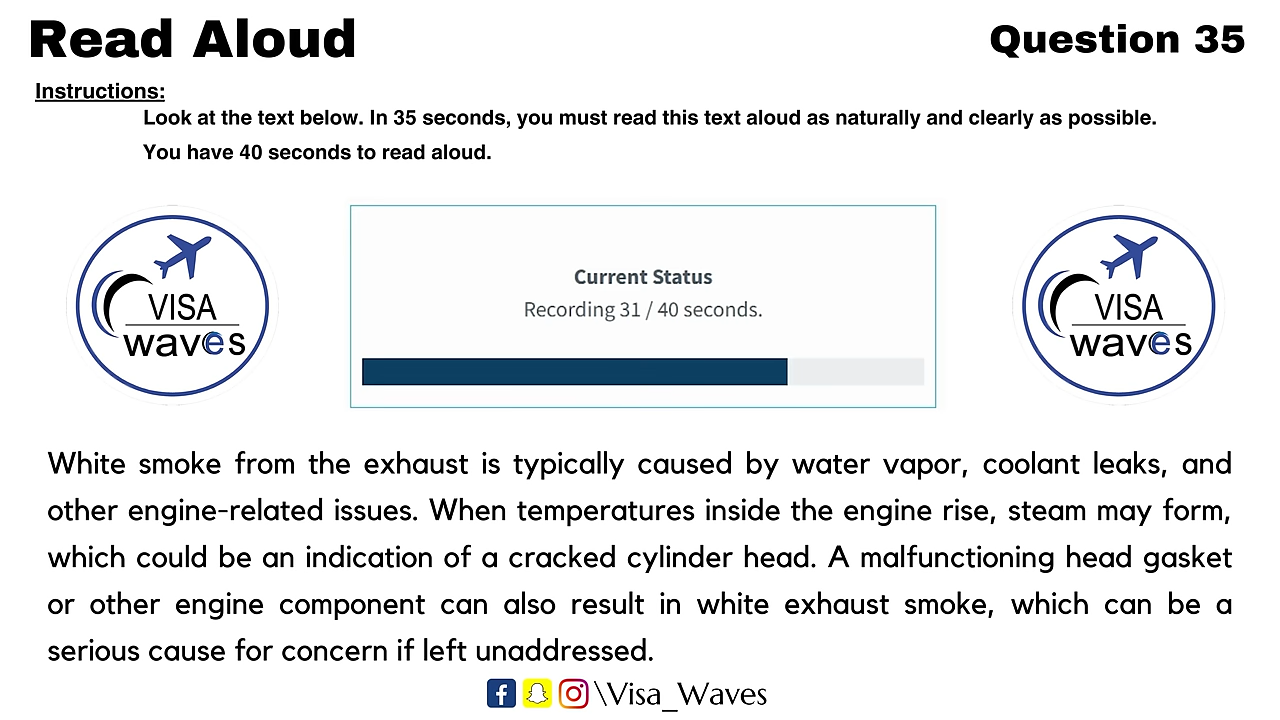 Read Aloud
Question 35
Instructions:
Look at the text below. In 35 seconds, you must read this text aloud as naturally and clearly as possible.
You have 40 seconds to read aloud.
VISA
waves
Current Status
Recording 31 / 40 seconds.
VISA
waves
White smoke from the exhaust is typically caused by water vapor, coolant leaks, and
other engine-related issues. When temperatures inside the engine rise, steam may form,
which could be an indication of a cracked cylinder head. A malfunctioning head gasket
or other engine component can also result in white exhaust smoke, which can be a
serious cause for concern if left unaddressed.
\Visa_Waves